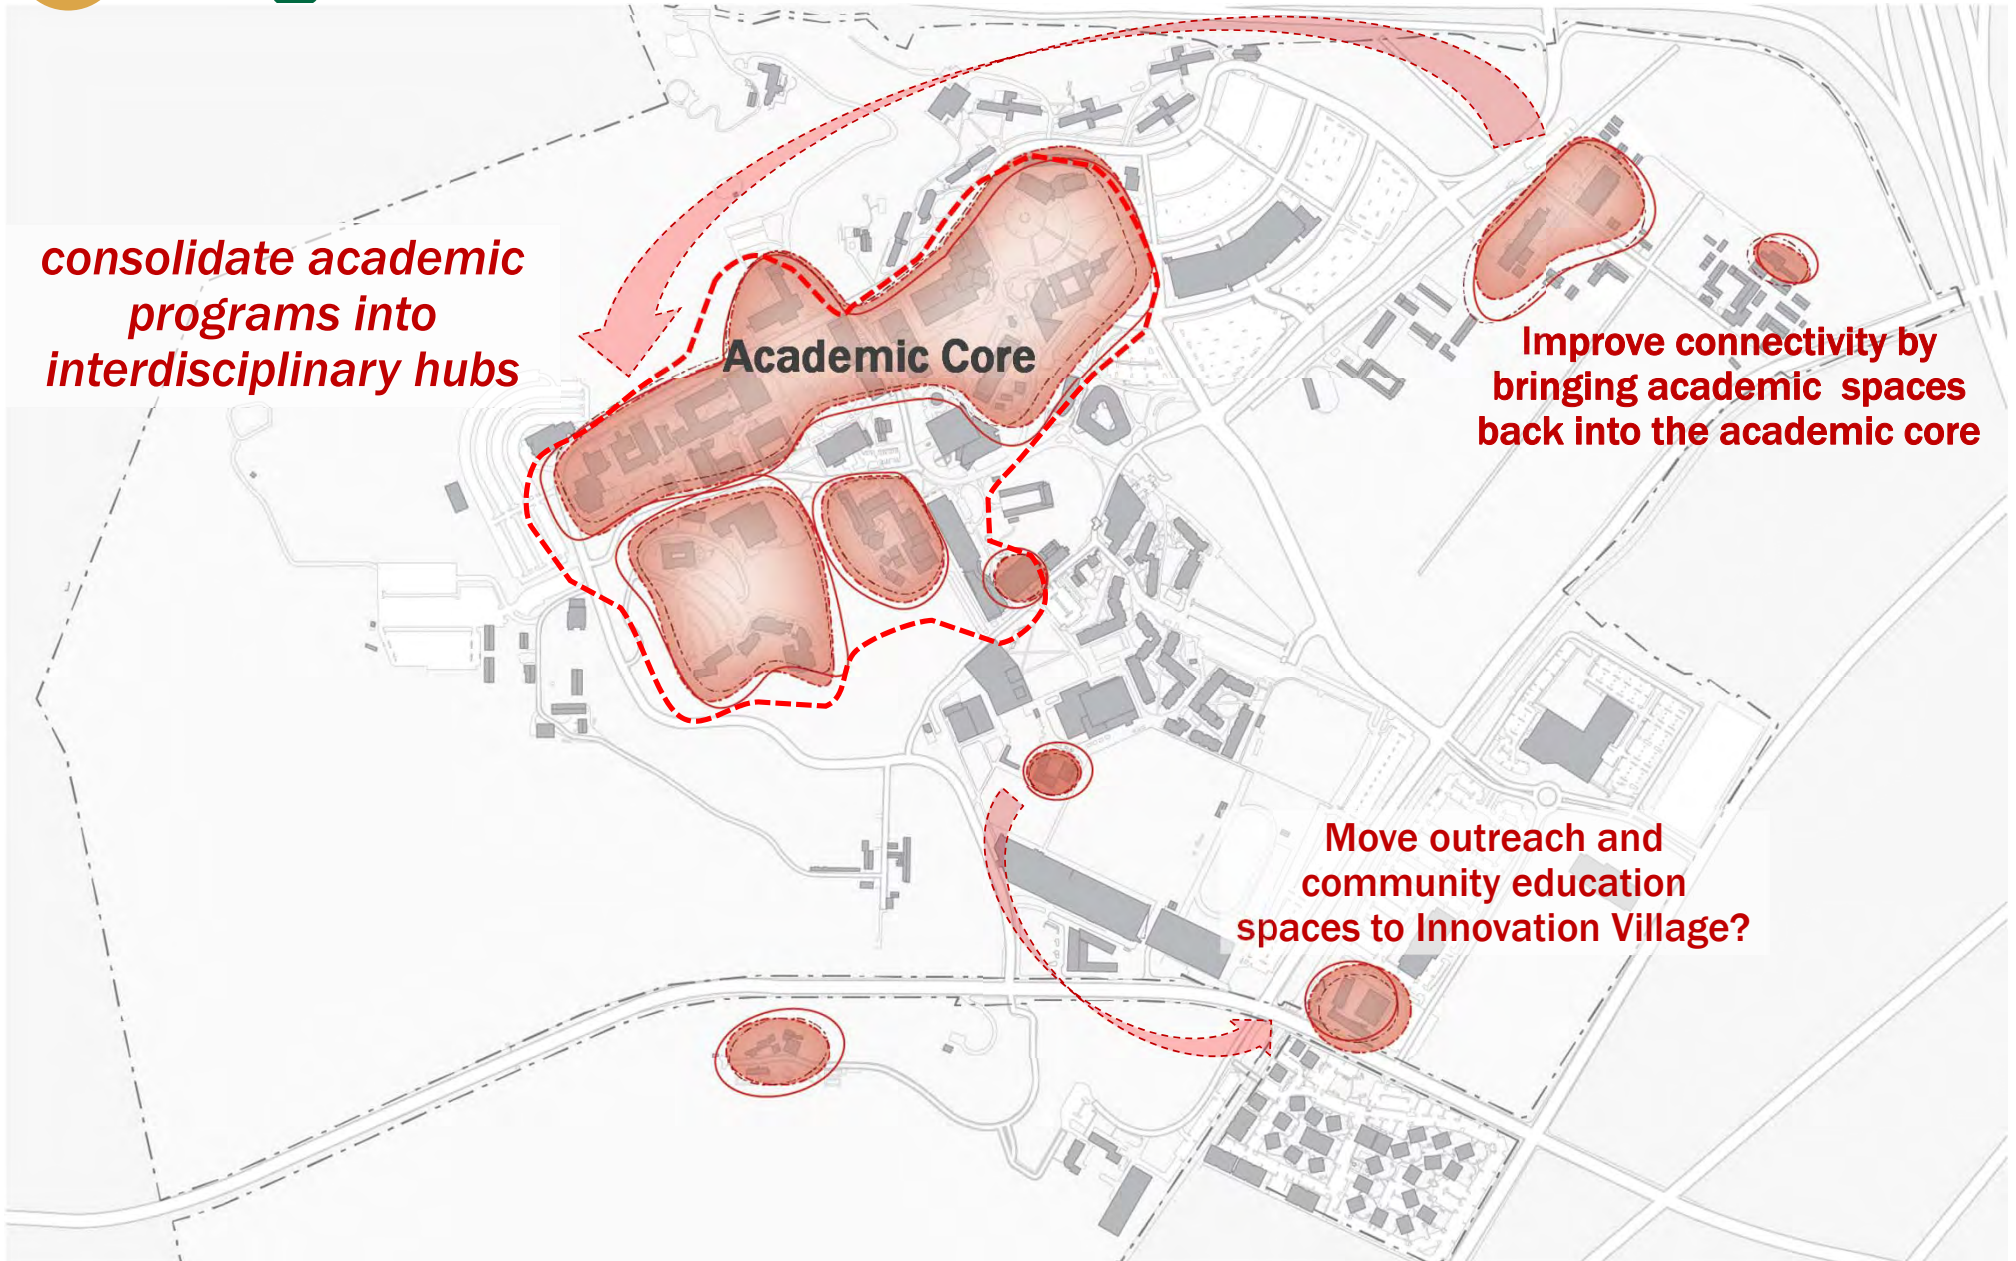 consolidate academic
programs into
interdisciplinary hubs
Academic Core
Improve connectivity by
bringing academic spaces
back into the academic core
Move outreach and
community education
spaces to Innovation Village?